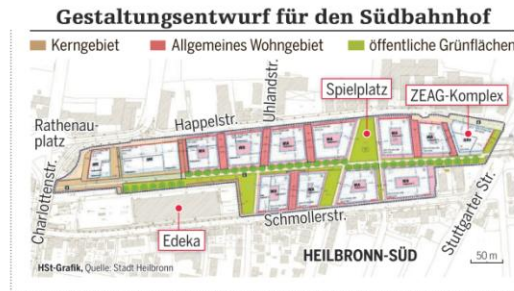 Gestaltungsentwurf für den Südbahnhof
Kerngebiet
Allgemeines Wohngebiet
öffentliche Grünflächen
Spielplatz
ZEAG-Komplex
Uhlandstr.
Happelstr.
Rathenau-
platz
Charlottenstr.
Schmollerstr.
Stuttgarter Str.
Edeka
HEILBRONN-SÜD
50 m
HSt-Grafik, Quelle: Stadt Heilbronn